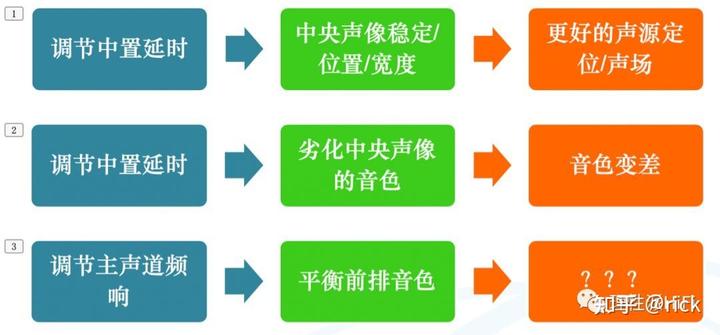 1
调节中置延时
中央声像稳定/
位置/宽度
更好的声源定
位/声场
2
调节中置延时
劣化中央声像
的音色
音色变差
3
调节主声道频
响
平衡前排音色
？？？
知乎 @rick